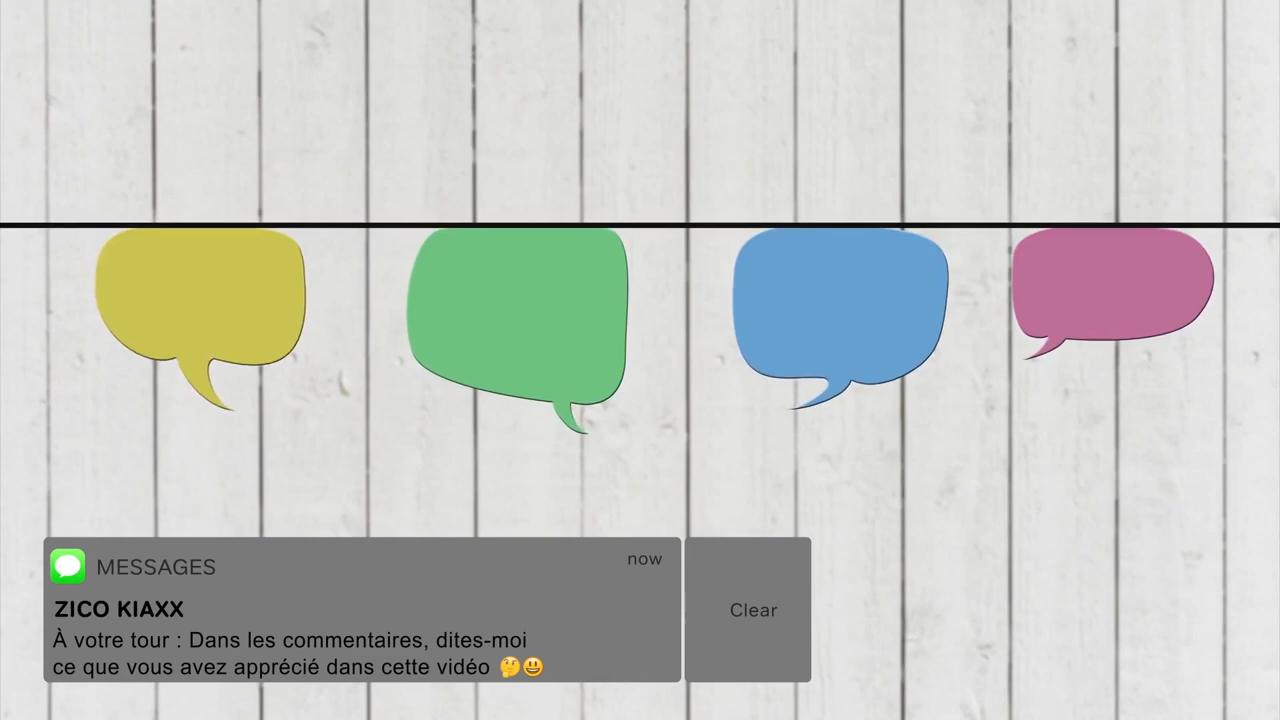 MESSAGES
now
ZICO KIAXX
À votre tour : Dans les commentaires, dites-moi
ce que vous avez apprécié dans cette vidéo 🤔😃
Clear